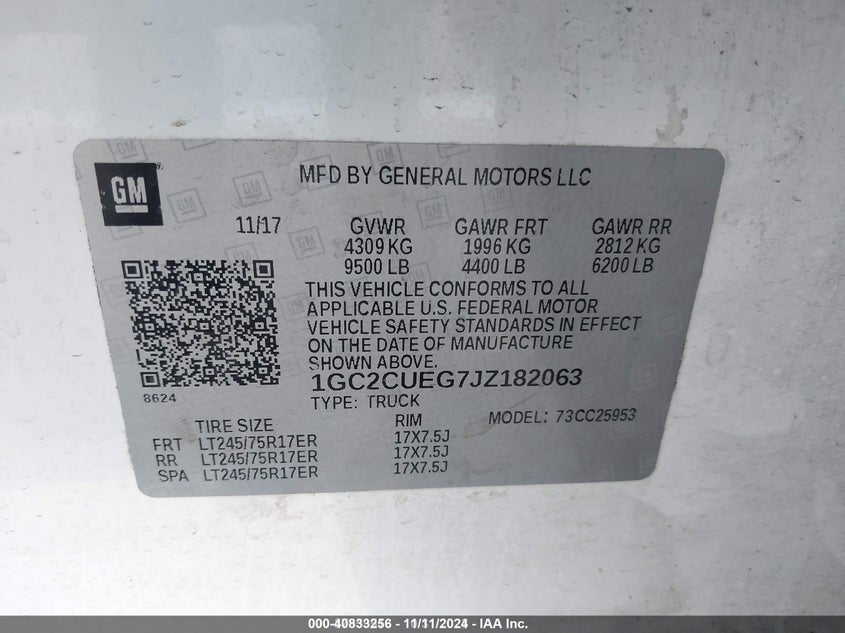 GM
MFD BY GENERAL MOTORS LLC
11/17 GVWR GAWR FRT GAWR RR
4309 KG 1996 KG 2812 KG
9500 LB 4400 LB 6200 LB
THIS VEHICLE CONFORMS TO ALL
APPLICABLE U.S. FEDERAL MOTOR
VEHICLE SAFETY STANDARDS IN EFFECT
ON THE DATE OF MANUFACTURE
SHOWN ABOVE.
1GC2CUEG7JZ182063
8624
TYPE: TRUCK
TIRE SIZE RIM MODEL: 73CC25953
FRT LT245/75R17ER 17X7.5J
RR LT245/75R17ER 17X7.5J
SPA LT245/75R17ER 17X7.5J
000-40833256 - 11/11/2024 - IAA Inc.